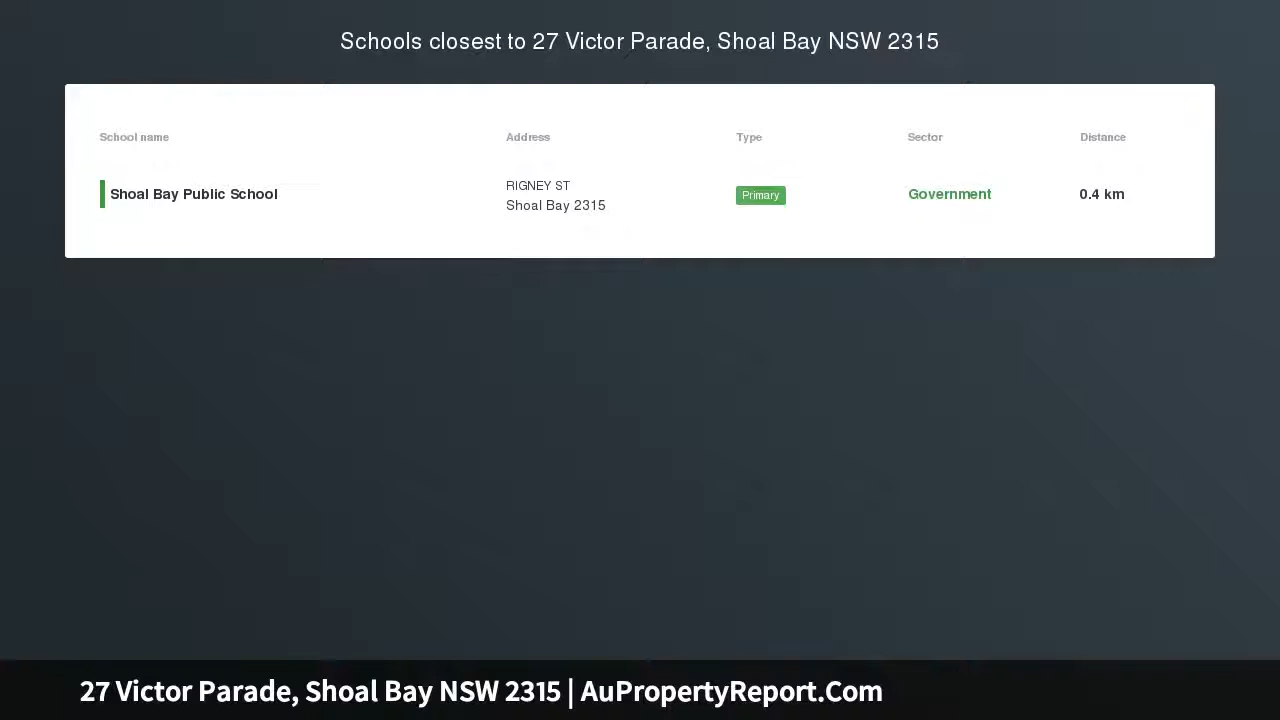 Schools closest to 27 Victor Parade, Shoal Bay NSW 2315
School name Address Type Sector Distance
Shoal Bay Public School RIGNEY ST Shoal Bay 2315 Primary Government 0.4 km
27 Victor Parade, Shoal Bay NSW 2315 | AuPropertyReport.Com